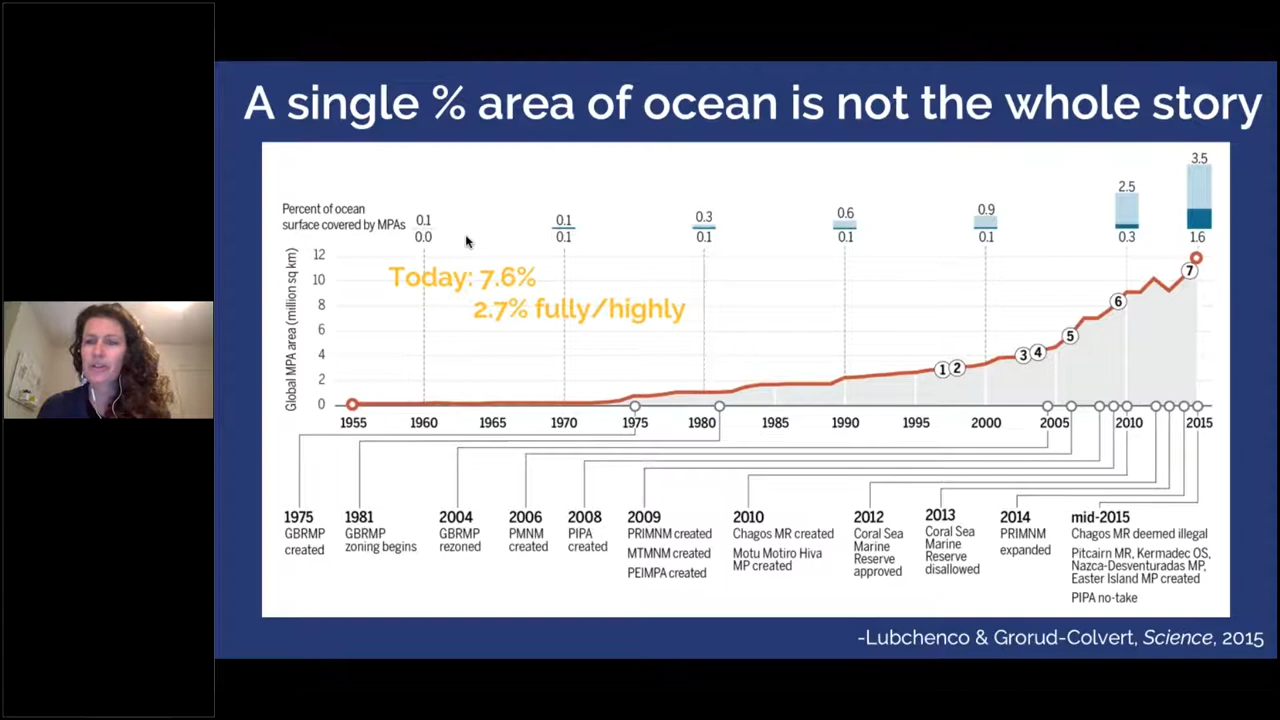 A single % area of ocean is not the whole story
Percent of ocean
surface covered by MPAs
0.1
0.0
0.1
0.1
0.3
0.1
0.6
0.1
0.9
0.1
2.5
0.3
3.5
1.6
Today: 7.6%
2.7% fully/highly
Global MPA area (million sq km)
12
10
8
6
4
2
0
1 2 3 4 5 6 7
1955 1960 1965 1970 1975 1980 1985 1990 1995 2000 2005 2010 2015
1975
GBRMP
created
1981
GBRMP
zoning begins
2004
GBRMP
rezoned
2006
PMNM
created
2008
PIPA
created
2009
PRIMNM created
MTMNM created
PEIMPA created
2010
Chagos MR created
Motu Motiro Hiva
MP created
2012
Coral Sea
Marine
Reserve
approved
2013
Coral Sea
Marine
Reserve
disallowed
2014
PRIMNM
expanded
mid-2015
Chagos MR deemed illegal
Pitcairn MR, Kermadec OS,
Nazca-Desventuradas MP,
Easter Island MP created
PIPA no-take
-Lubchenco & Grorud-Colvert, Science, 2015